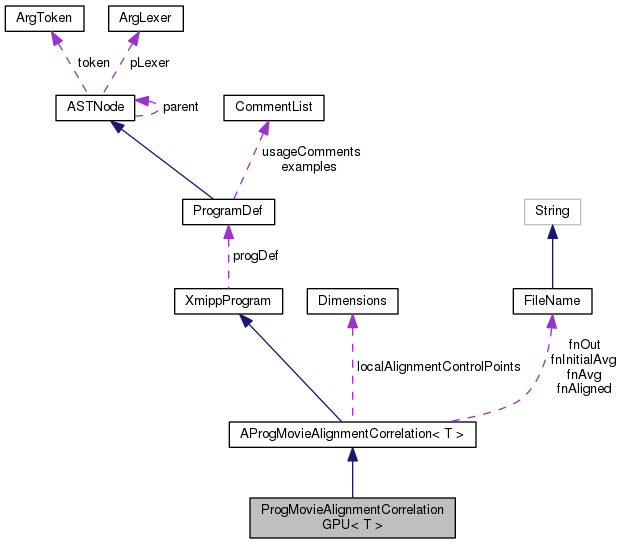 ArgToken
ArgLexer
token
pLexer
ASTNode
parent
CommentList
usageComments
examples
ProgramDef
String
progDef
XmippProgram
Dimensions
FileName
localAlignmentControlPoints
fnOut
fnInitialAvg
fnAvg
fnAligned
AProgMovieAlignmentCorrelation< T >
ProgMovieAlignmentCorrelation
GPU< T >